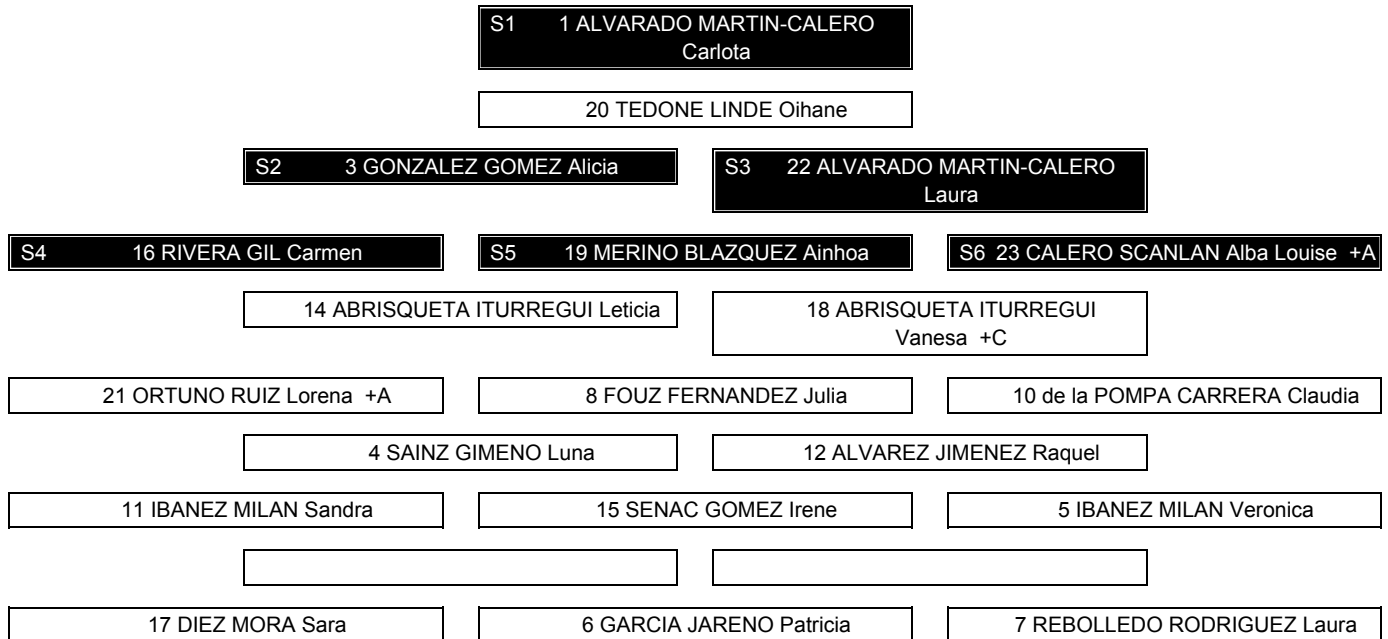 S1 1 ALVARADO MARTIN-CALERO
Carlota
20 TEDONE LINDE Oihane
S2 3 GONZALEZ GOMEZ Alicia
S3 22 ALVARADO MARTIN-CALERO
Laura
S4 16 RIVERA GIL Carmen
S5 19 MERINO BLAZQUEZ Ainhoa
S6 23 CALERO SCANLAN Alba Louise +A
14 ABRISQUETA ITURREGUI Leticia
18 ABRISQUETA ITURREGUI
Vanesa +C
21 ORTUNO RUIZ Lorena +A
8 FOUZ FERNANDEZ Julia
10 de la POMPA CARRERA Claudia
4 SAINZ GIMENO Luna
12 ALVAREZ JIMENEZ Raquel
11 IBANEZ MILAN Sandra
15 SENAC GOMEZ Irene
5 IBANEZ MILAN Veronica
17 DIEZ MORA Sara
6 GARCIA JARENO Patricia
7 REBOLLEDO RODRIGUEZ Laura